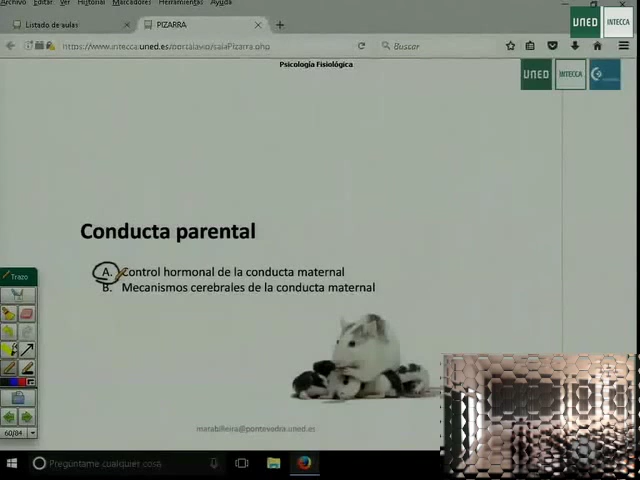 Archivo Editar Ver Historial Marcadores Herramientas Ayuda
Listado de aulas
PIZARRA
https://www.intecca.uned.es/portalavip/salaPizarra.php
Buscar
UNED
INTECCA
Psicología Fisiológica
UNED
INTECCA
Conducta parental
A. Control hormonal de la conducta maternal
B. Mecanismos cerebrales de la conducta maternal
Trazo
60/84
marabilleira@pontevedra.uned.es
Pregúntame cualquier cosa